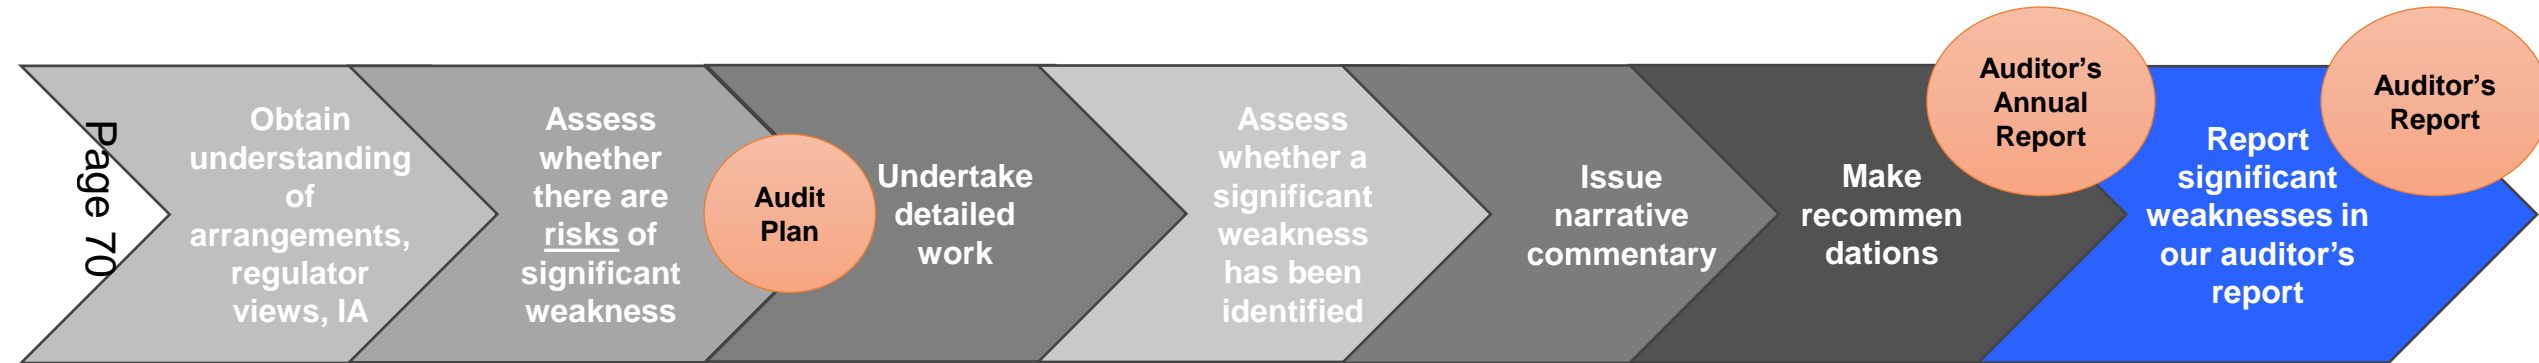 Page 70
Obtain
understanding
of
arrangements,
regulator
views, IA
Assess
whether
there are
risks of
significant
weakness
Audit
Plan
Undertake
detailed
work
Assess
whether a
significant
weakness
has been
identified
Issue
narrative
commentary
Make
recommen
dations
Auditor’s
Annual
Report
Report
significant
weaknesses in
our auditor’s
report
Auditor’s
Report